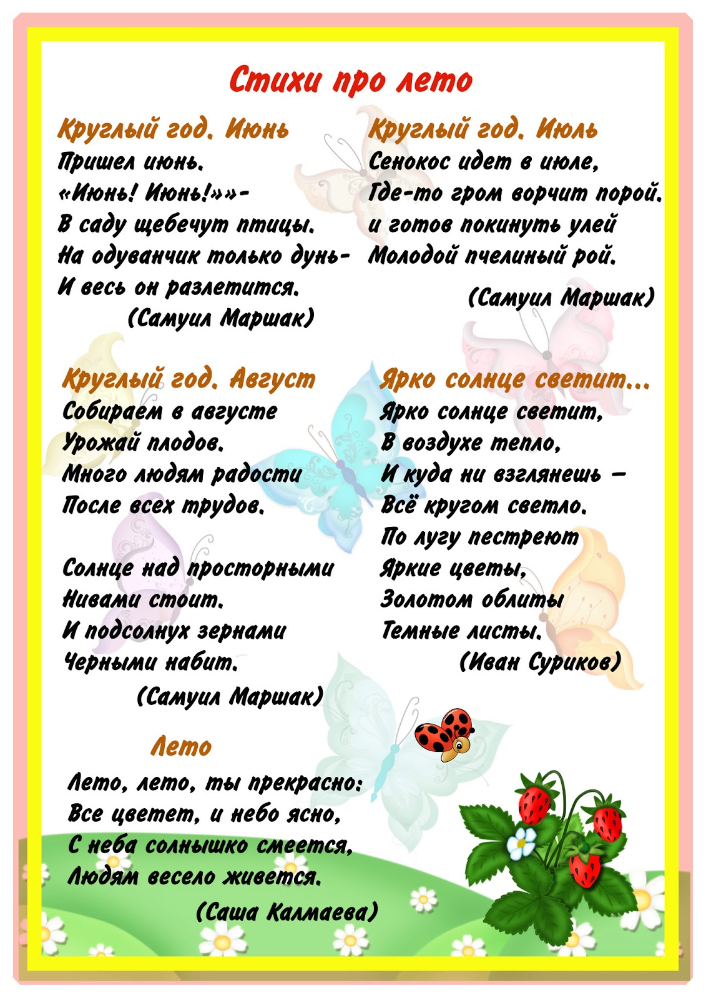 Стихи про лето
Круглый год. Июнь
Пришел июнь.
«Июнь! Июнь!»»-
В саду щебечут птицы.
На одуванчик только дунь-
И весь он разлетится.
(Самуил Маршак)
Круглый год. Июль
Сенокос идет в июле,
Где-то гром ворчит порой.
и готов покинуть улей
Молодой пчелиный рой.
(Самуил Маршак)
Круглый год. Август
Собираем в августе
Урожай плодов.
Много людям радости
После всех трудов.
Солнце над просторными
Нивами стоит.
И подсолнух зернами
Черными набит.
(Самуил Маршак)
Ярко солнце светит...
Ярко солнце светит,
В воздухе тепло,
И куда ни взглянешь –
Всё кругом светло.
По лугу пестреют
Яркие цветы,
Золотом облиты
Темные листы.
(Иван Суриков)
Лето
Лето, лето, ты прекрасно:
Все цветет, и небо ясно,
С неба солнышко смеется,
Людям весело живется.
(Саша Калмаева)